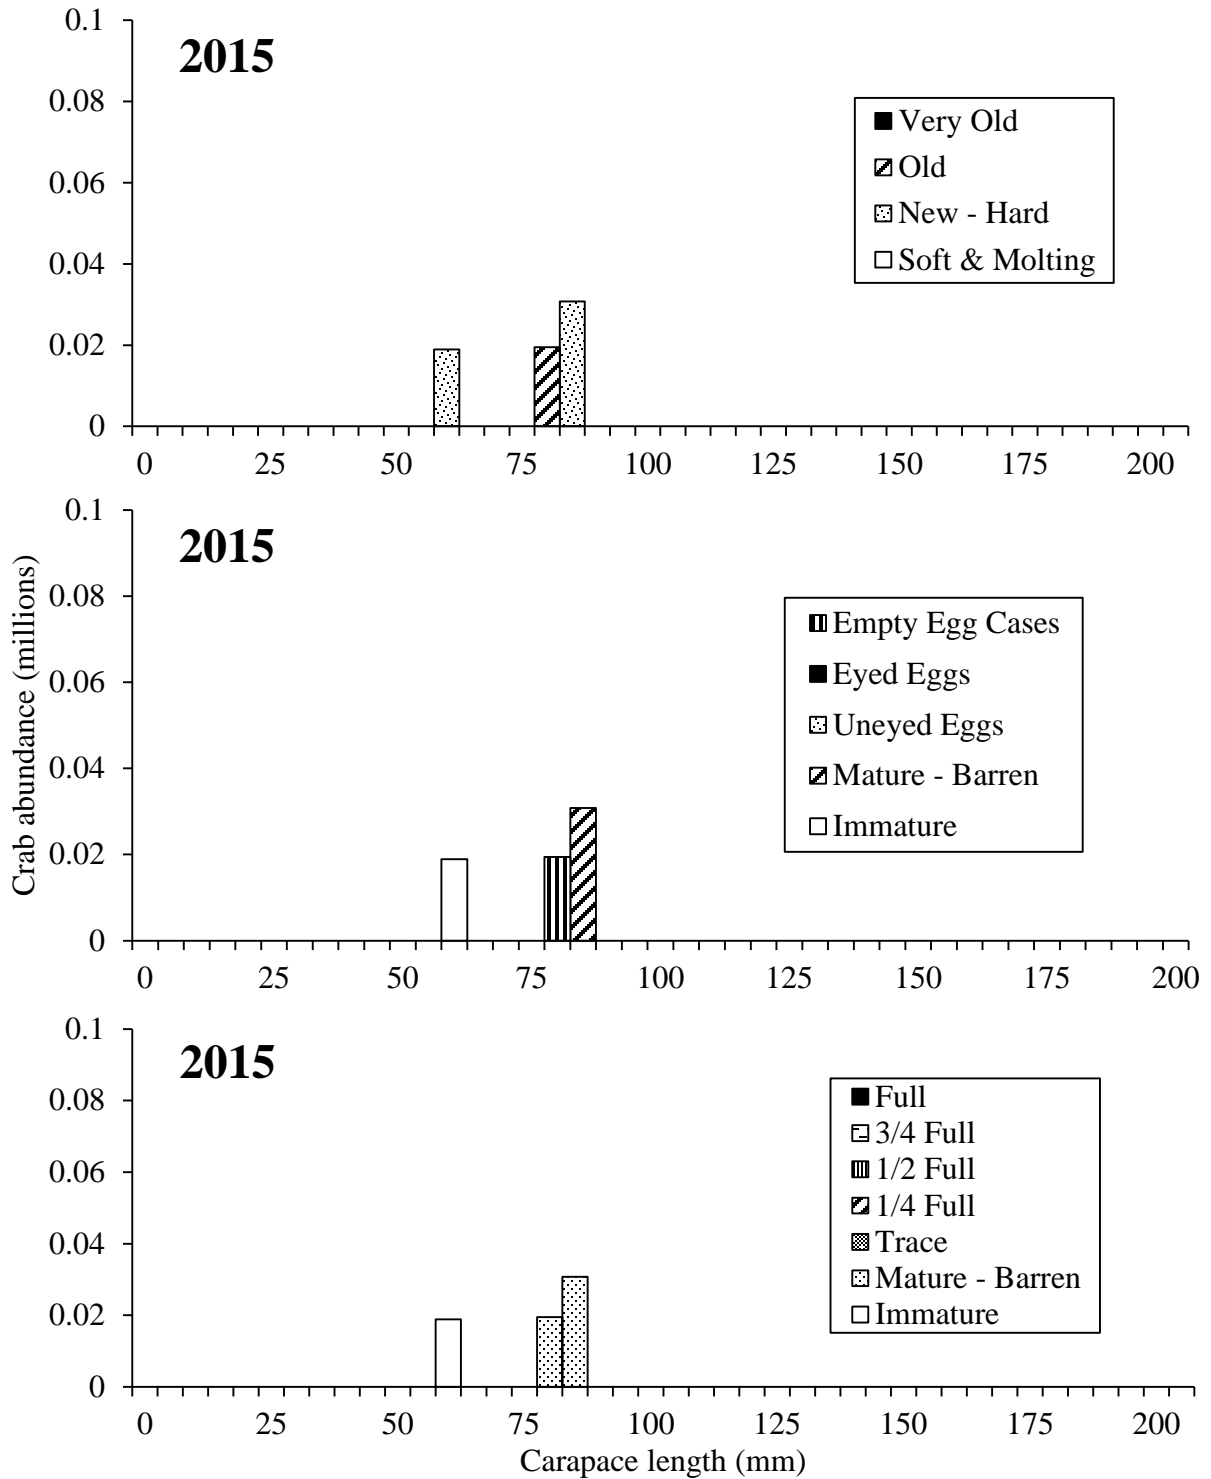 0.1
2015
0.08
Very Old
Old
0.06
New - Hard
0.04
Soft & Molting
0.02
0
0 25 50 75 100 125 150 175 200
0.1
2015
0.08
Empty Egg Cases
Eyed Eggs
0.06
Uneyed Eggs
Mature - Barren
0.04
Immature
0.02
0
0 25 50 75 100 125 150 175 200
Crab abundance (millions)
0.1
2015
0.08
Full
3/4 Full
0.06
1/2 Full
1/4 Full
0.04
Trace
Mature - Barren
0.02
Immature
0
0 25 50 75 100 125 150 175 200
Carapace length (mm)